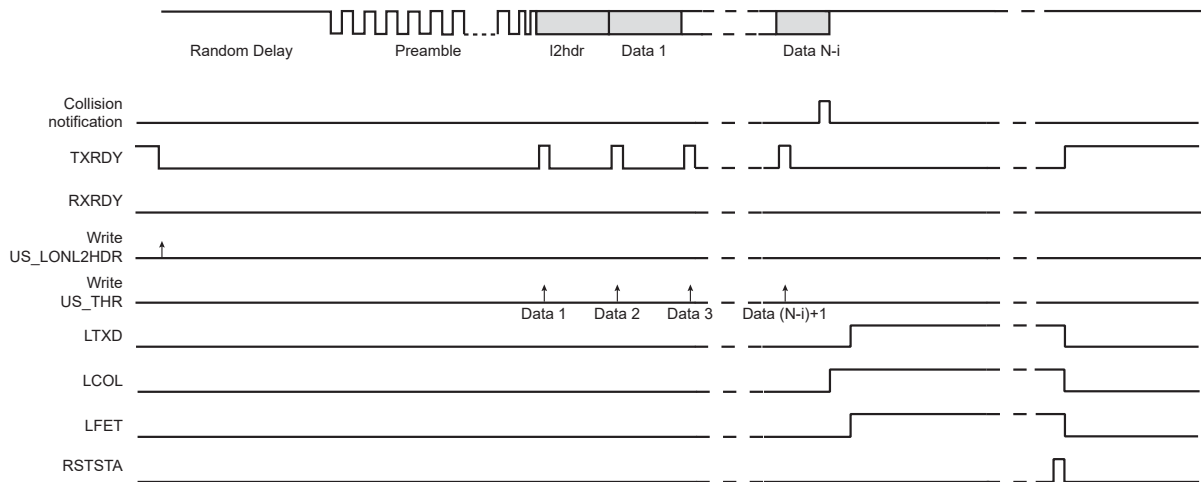 Random Delay Preamble l2hdr Data 1 Data N-i
Collision
notification
TXRDY
RXRDY
Write
US_LONL2HDR
Write
US_THR
Data 1 Data 2 Data 3 Data (N-i)+1
LTXD
LCOL
LFET
RSTSTA